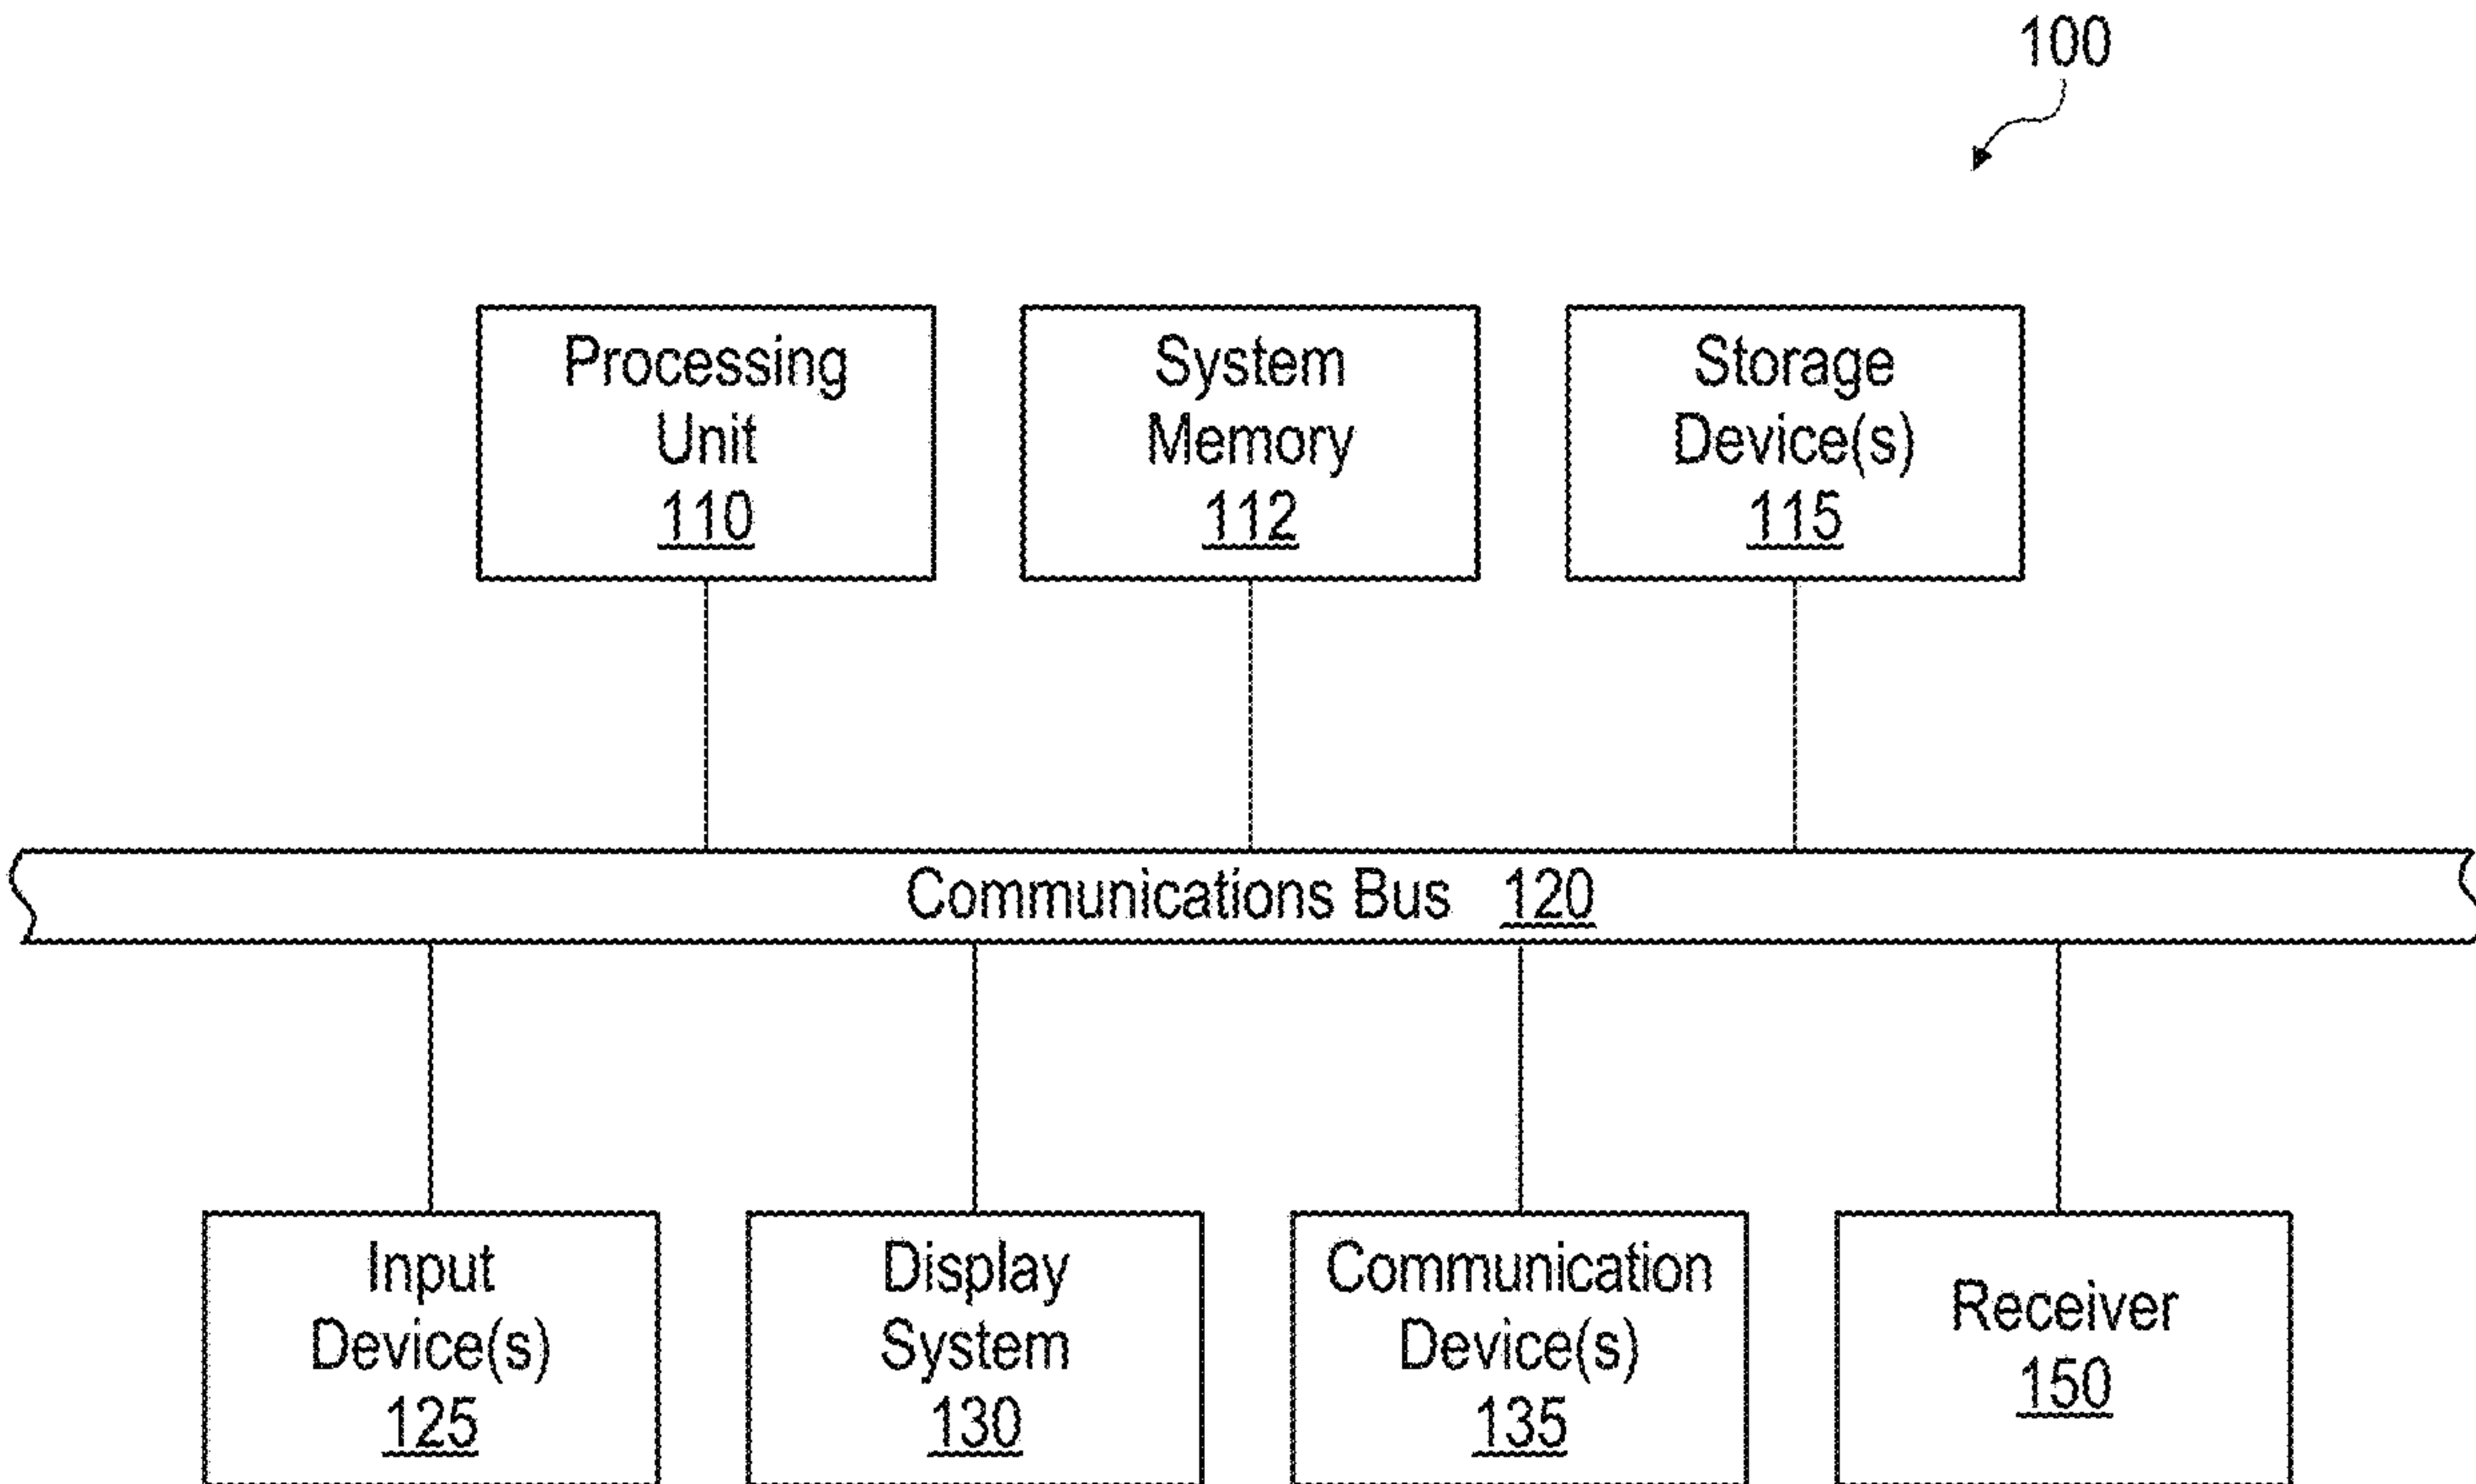 100
Processing
Unit
110
System
Memory
112
Storage
Device(s)
115
Communications Bus 120
Input
Device(s)
125
Display
System
130
Communication
Device(s)
135
Receiver
150